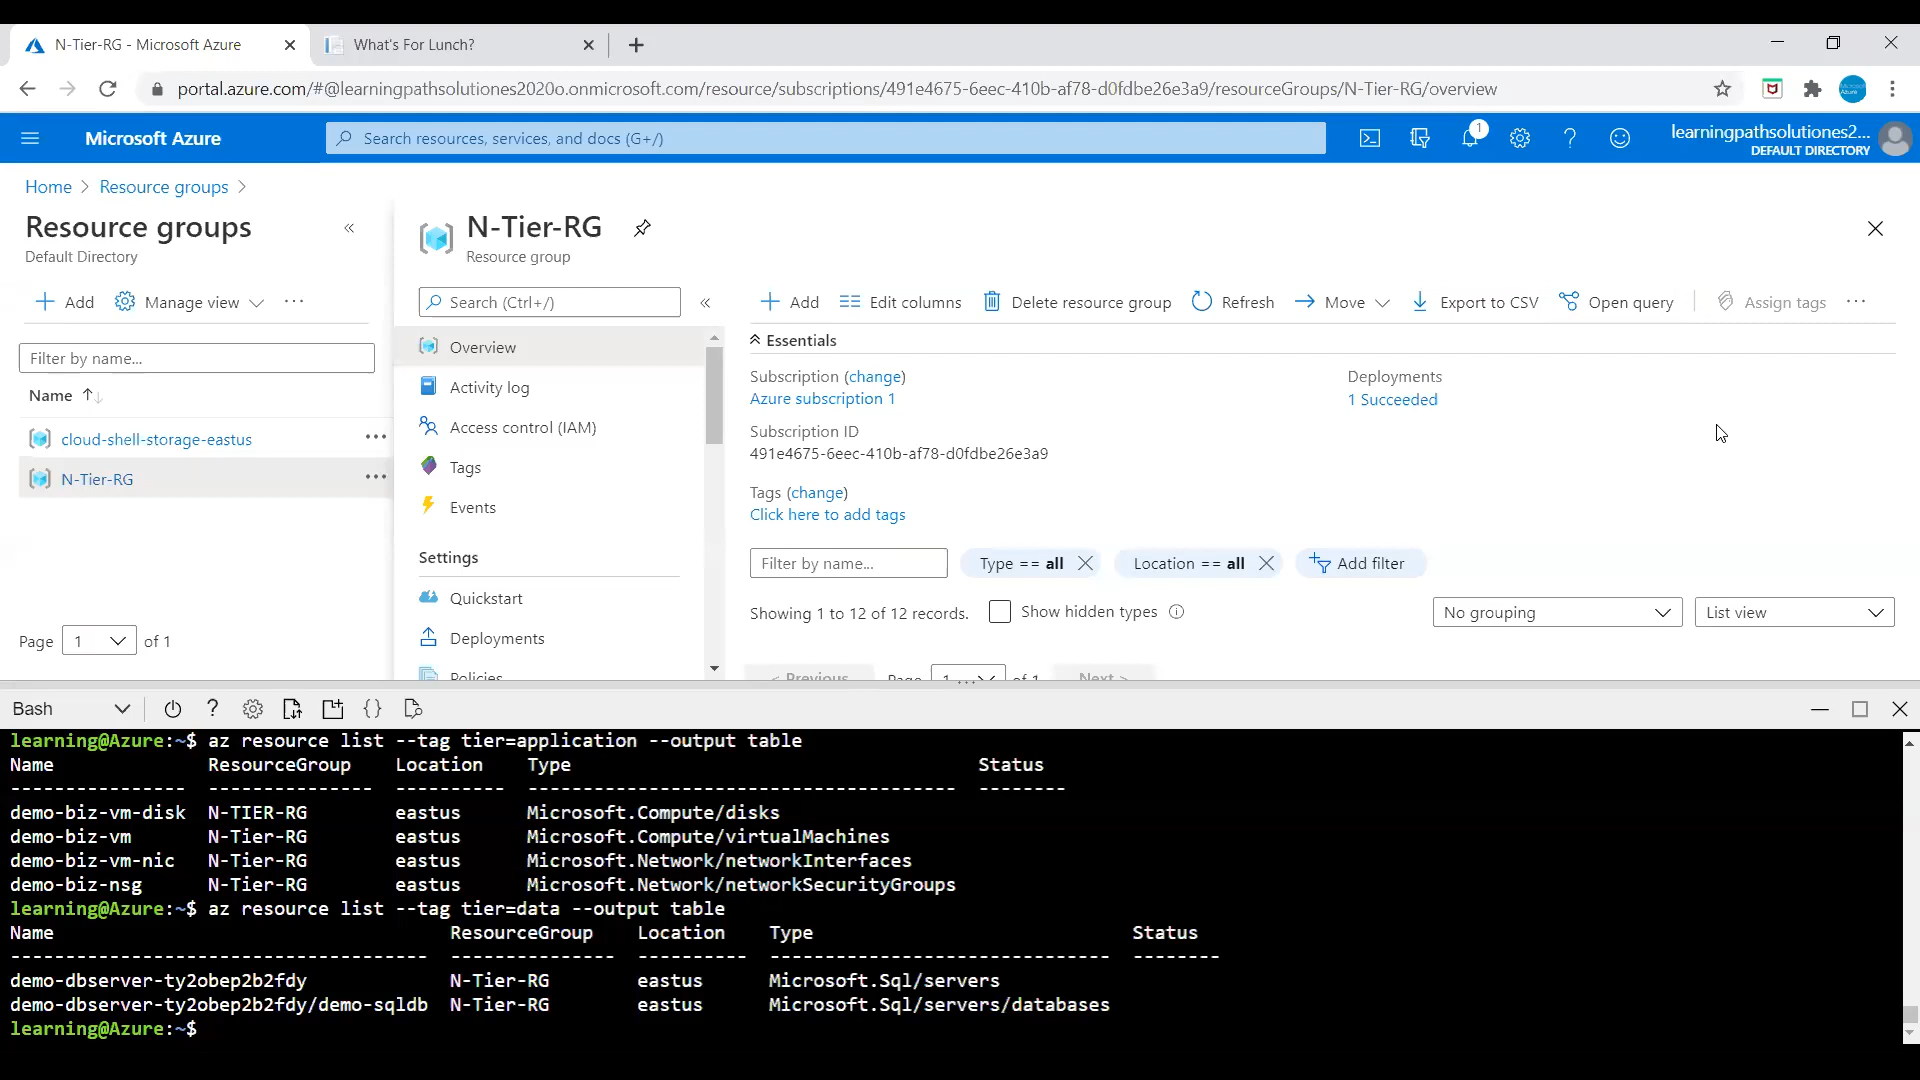 N-Tier-RG - Microsoft Azure
What's For Lunch?
portal.azure.com/#@learningpathsolutiones2020o.onmicrosoft.com/resource/subscriptions/491e4675-6eec-410b-af78-d0fdbe26e3a9/resourceGroups/N-Tier-RG/overview
Microsoft Azure
Search resources, services, and docs (G+/)
1
learningpathsolutiones2...
DEFAULT DIRECTORY
Home > Resource groups >
Resource groups
Default Directory
Add
Manage view
Filter by name...
Name
cloud-shell-storage-eastus
N-Tier-RG
Page 1 of 1
N-Tier-RG
Resource group
Search (Ctrl+/)
Overview
Activity log
Access control (IAM)
Tags
Events
Settings
Quickstart
Deployments
Policies
Add
Edit columns
Delete resource group
Refresh
Move
Export to CSV
Open query
Assign tags
Essentials
Subscription (change)
Azure subscription 1
Deployments
1 Succeeded
Subscription ID
491e4675-6eec-410b-af78-d0fdbe26e3a9
Tags (change)
Click here to add tags
Filter by name...
Type == all
Location == all
Add filter
Showing 1 to 12 of 12 records.
Show hidden types
No grouping
List view
< Previous
Page 1 of 1
Next >
Bash
learning@Azure:~$ az resource list --tag tier=application --output table
Name ResourceGroup Location Type Status
---------------- --------------- ---------- --------------------------------------- --------
demo-biz-vm-disk N-TIER-RG eastus Microsoft.Compute/disks
demo-biz-vm N-Tier-RG eastus Microsoft.Compute/virtualMachines
demo-biz-vm-nic N-Tier-RG eastus Microsoft.Network/networkInterfaces
demo-biz-nsg N-Tier-RG eastus Microsoft.Network/networkSecurityGroups
learning@Azure:~$ az resource list --tag tier=data --output table
Name ResourceGroup Location Type Status
-------------------------------------- --------------- ---------- ------------------------------- --------
demo-dbserver-ty2obep2b2fdy N-Tier-RG eastus Microsoft.Sql/servers
demo-dbserver-ty2obep2b2fdy/demo-sqldb N-Tier-RG eastus Microsoft.Sql/servers/databases
learning@Azure:~$